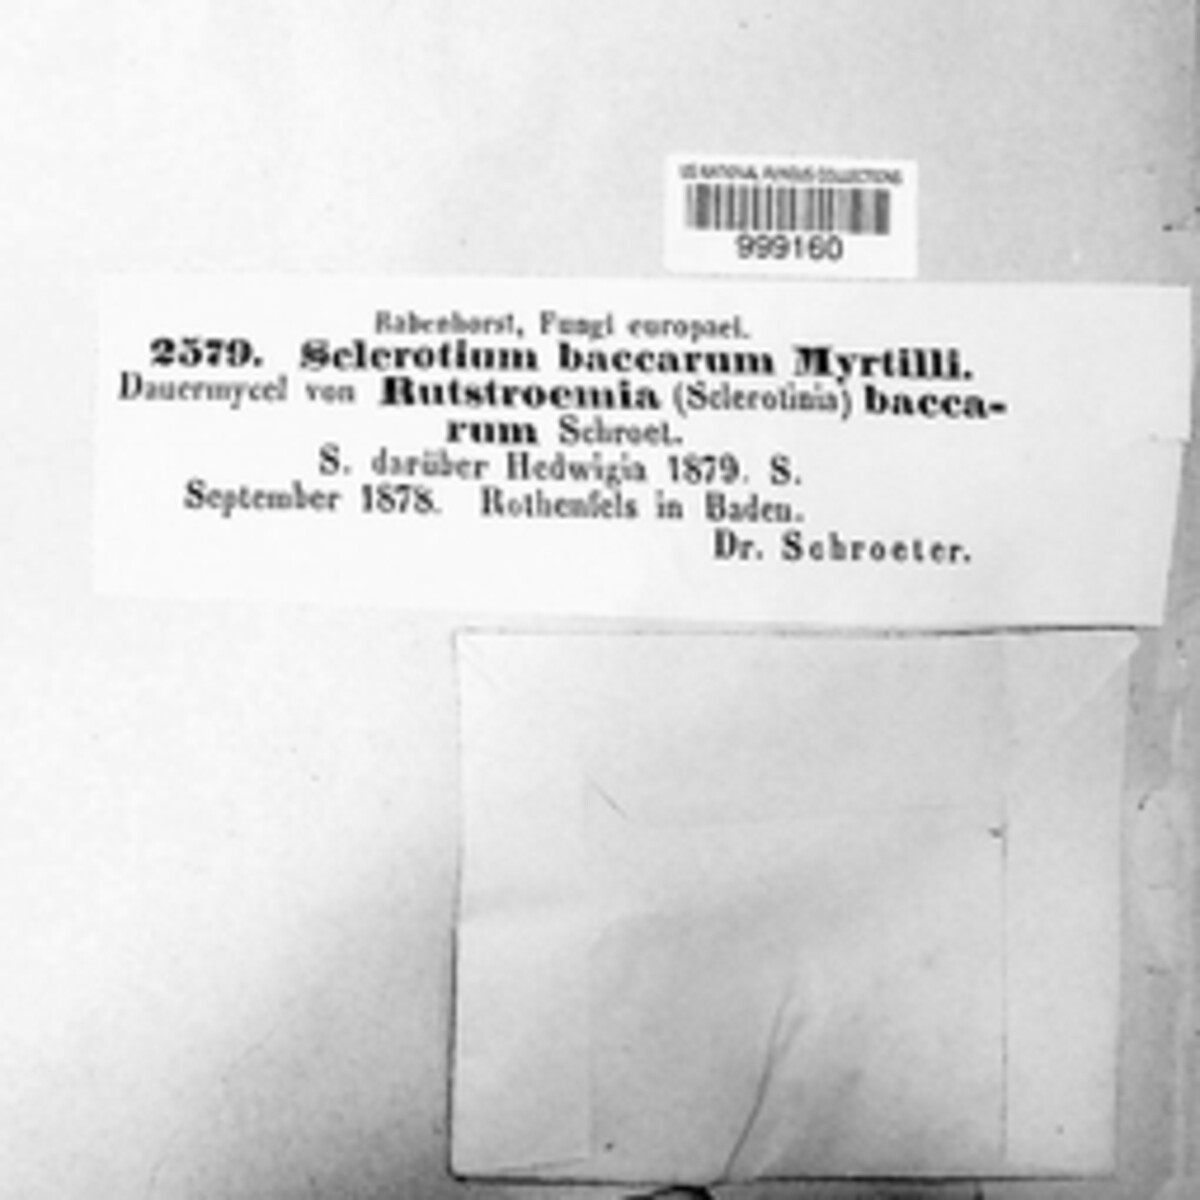 US NATIONAL FUNGUS COLLECTIONS
999160
Rabenhorst, Fungi europaei.
2579. Sclerotium baccarum Myrtilli.
Dauermycel von Rutstroemia (Sclerotinia) bacca-
rum Schroet.
S. darüber Hedwigia 1879. S.
September 1878. Rothenfels in Baden.
Dr. Schroeter.